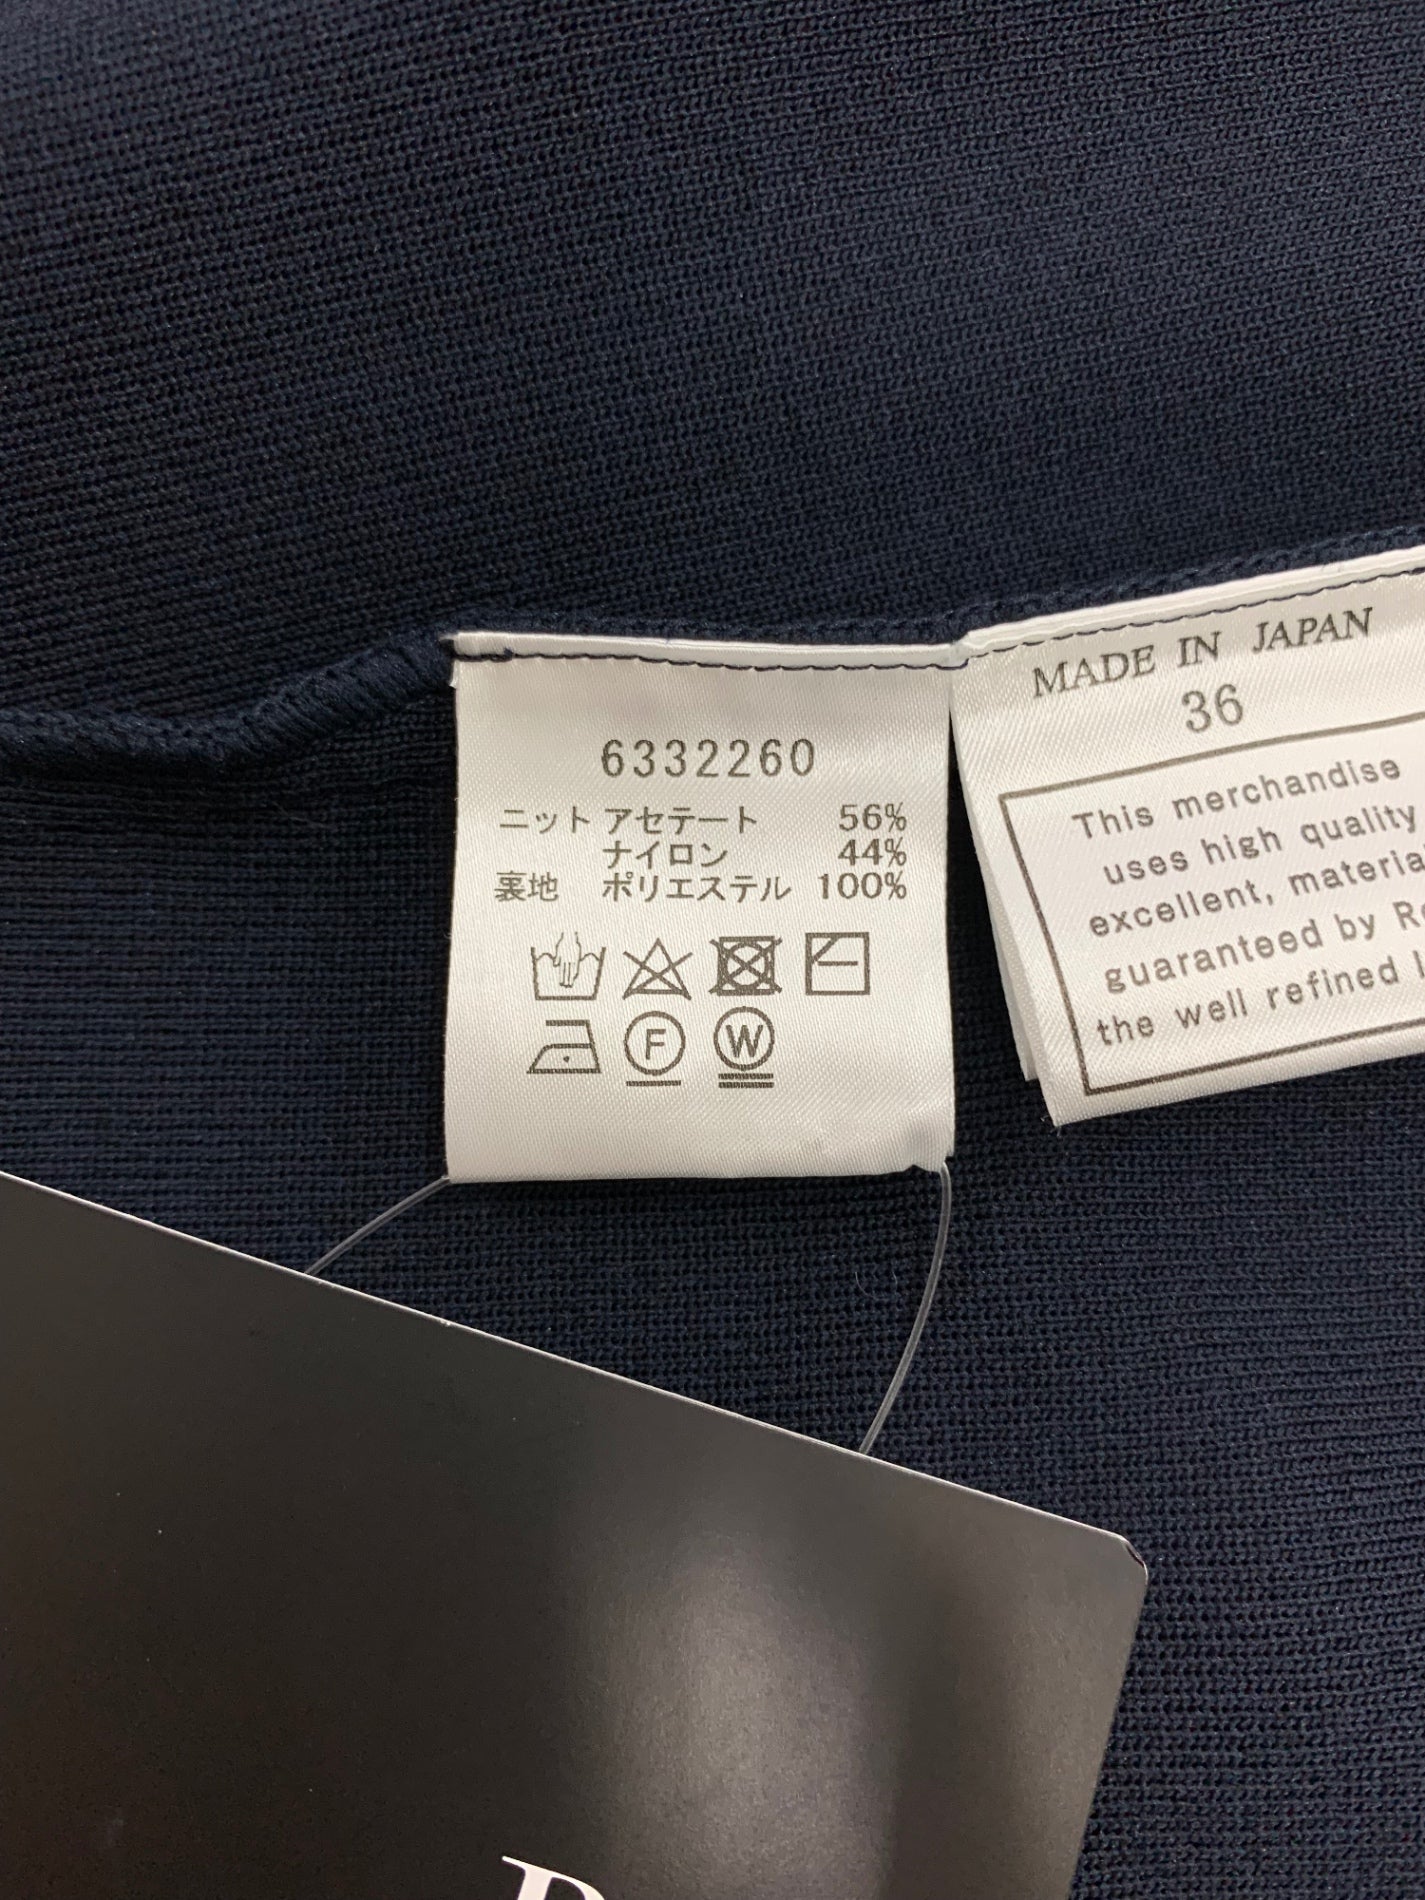 6332260
ニット アセテート 56%
ナイロン 44%
裏地 ポリエステル 100%
F W
MADE IN JAPAN
36
This merchandise
uses high quality
excellent, material
guaranteed by
the well refined